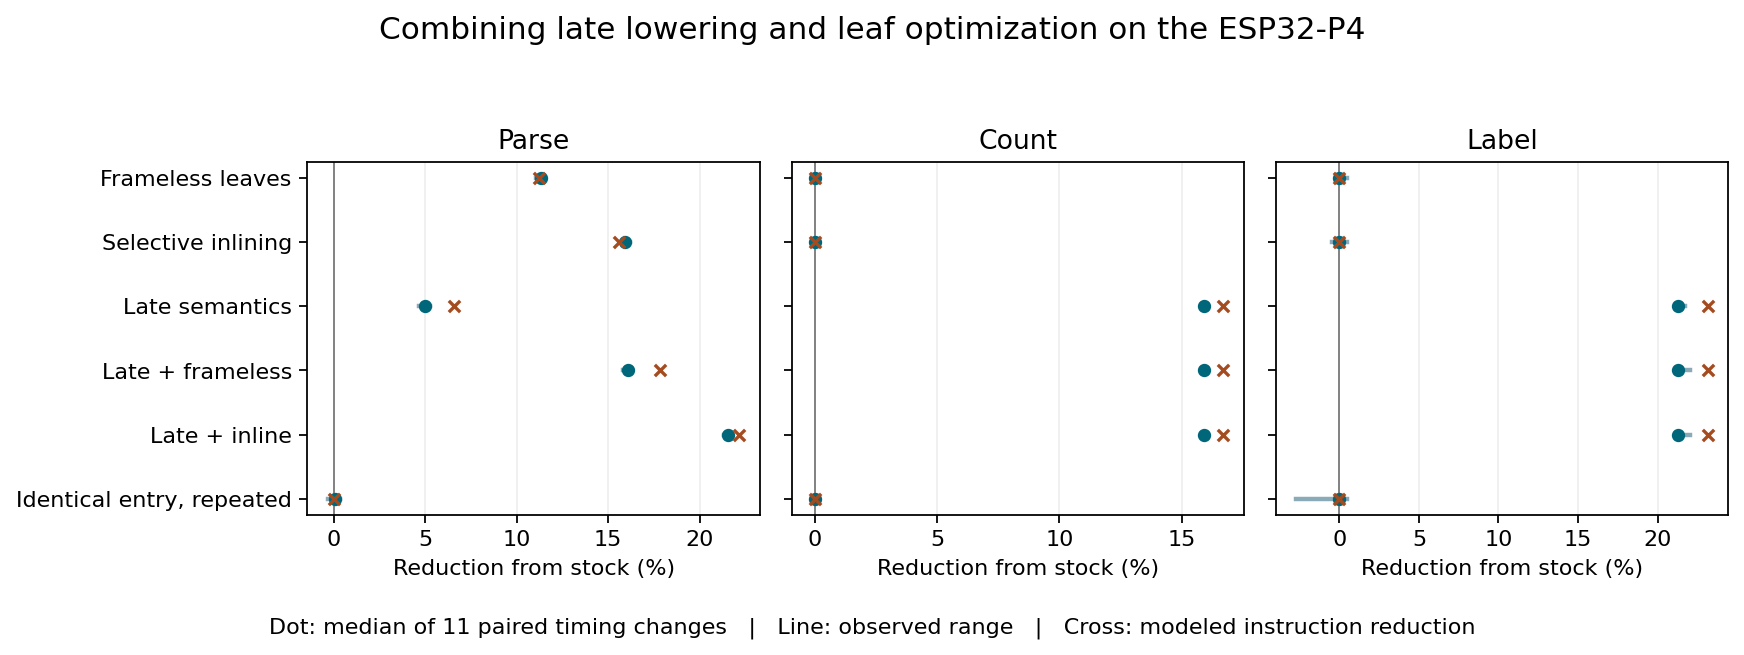 Combining late lowering and leaf optimization on the ESP32-P4
Parse
Count
Label
Frameless leaves
Selective inlining
Late semantics
Late + frameless
Late + inline
Identical entry, repeated
0 5 10 15 20
0 5 10 15
0 5 10 15 20
Reduction from stock (%)
Reduction from stock (%)
Reduction from stock (%)
Dot: median of 11 paired timing changes | Line: observed range | Cross: modeled instruction reduction